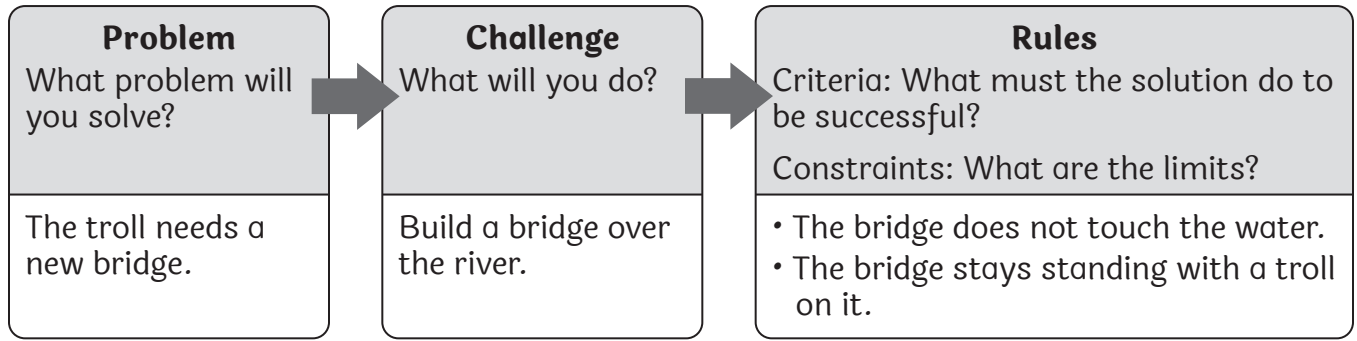 Problem
What problem will
you solve?
The troll needs a
new bridge.
Challenge
What will you do?
Build a bridge over
the river.
Rules
Criteria: What must the solution do to
be successful?
Constraints: What are the limits?
• The bridge does not touch the water.
• The bridge stays standing with a troll
on it.